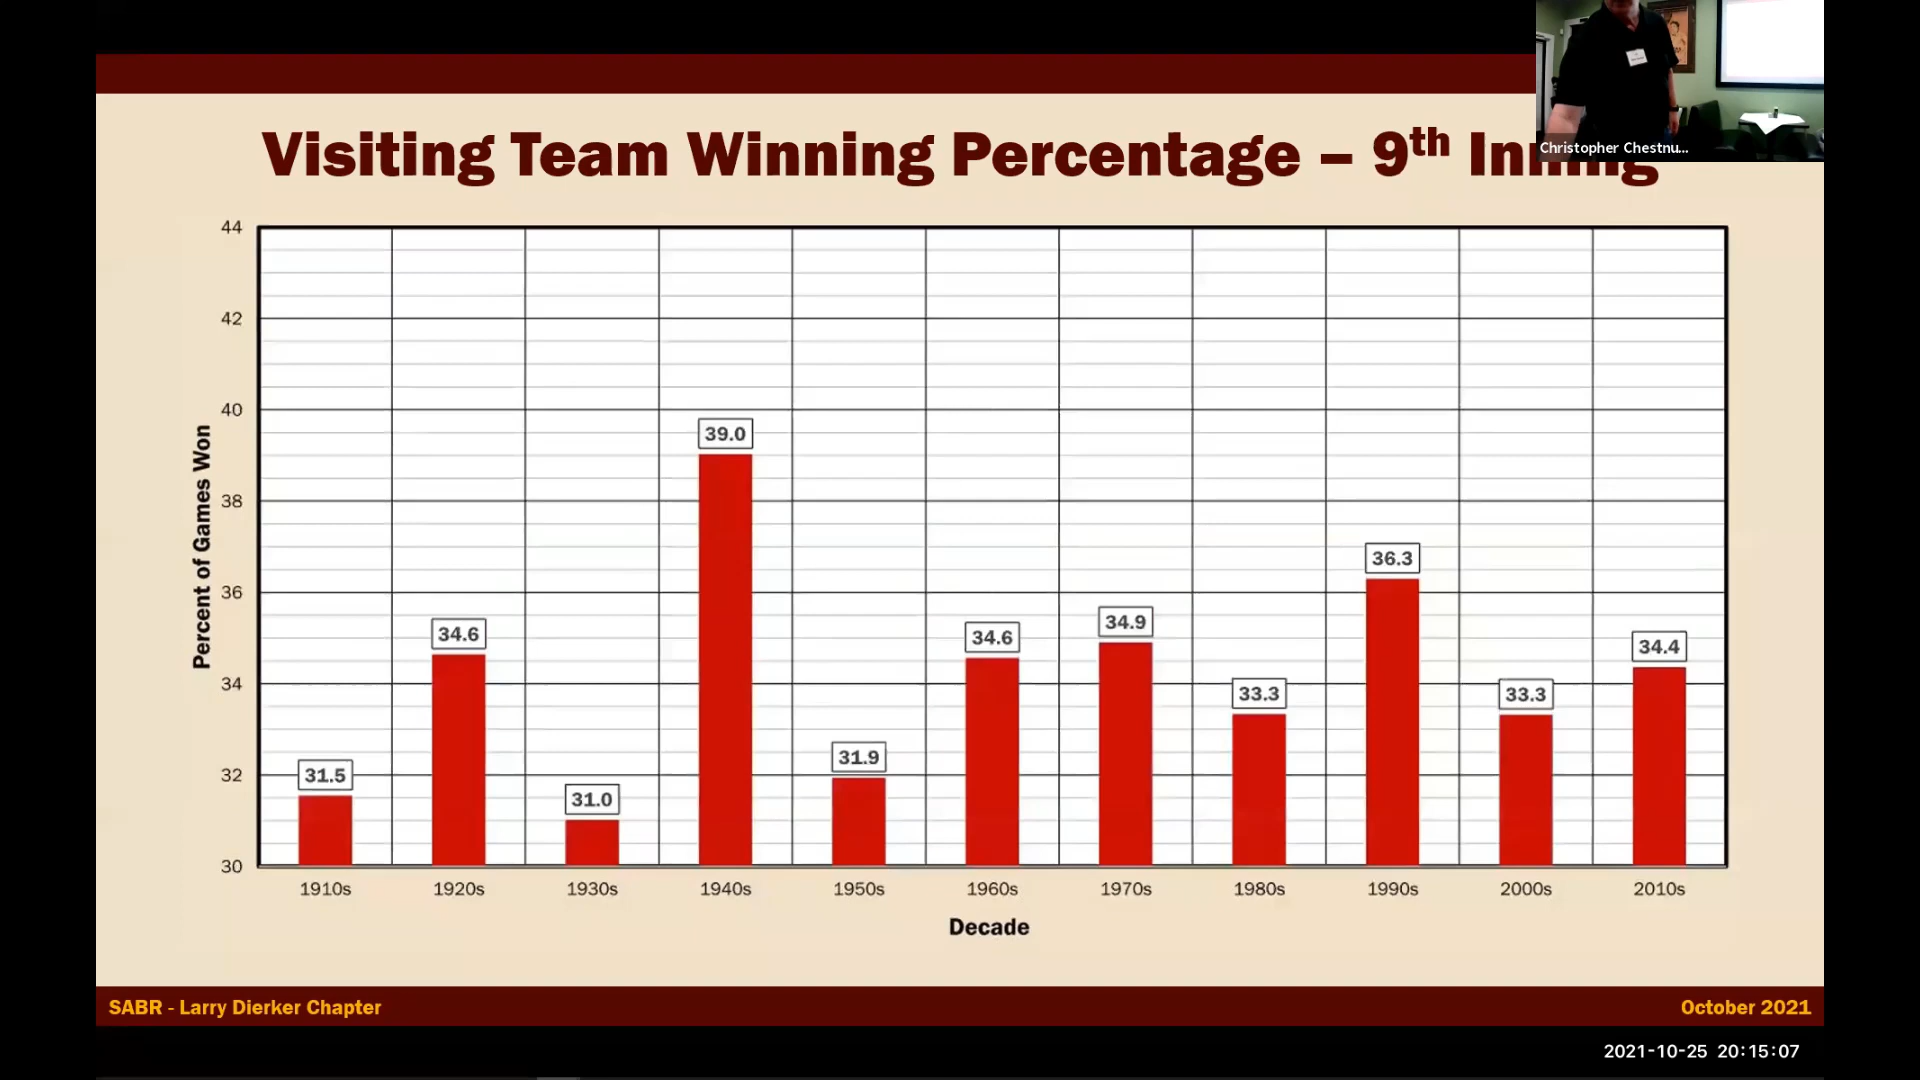 Visiting Team Winning Percentage – 9th Inning
Christopher Chestnu...
44
42
40
38
36
34
32
30
Percent of Games Won
31.5
34.6
31.0
39.0
31.9
34.6
34.9
33.3
36.3
33.3
34.4
1910s 1920s 1930s 1940s 1950s 1960s 1970s 1980s 1990s 2000s 2010s
Decade
SABR - Larry Dierker Chapter
October 2021
2021-10-25 20:15:07